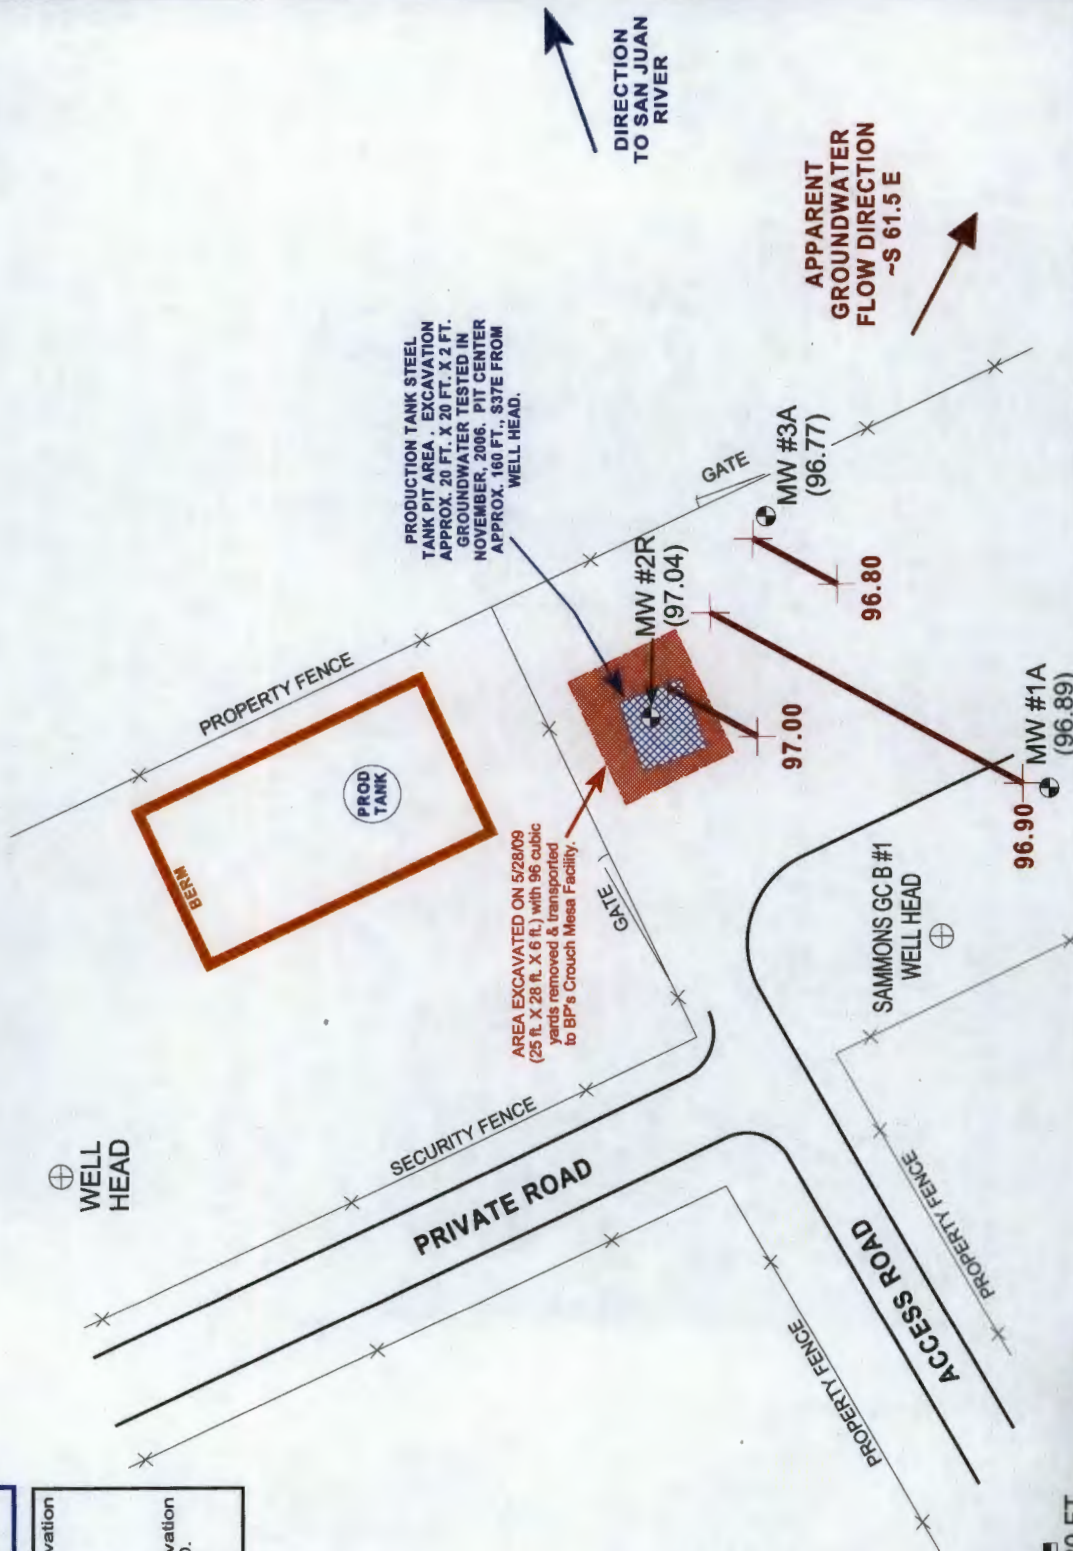 DIRECTION
TO SAN JUAN
RIVER
APPARENT
GROUNDWATER
FLOW DIRECTION
~S 61.5 E
PRODUCTION TANK STEEL
TANK PIT AREA . EXCAVATION
APPROX. 20 FT. X 20 FT. X 2 FT.
GROUNDWATER TESTED IN
NOVEMBER, 2006. PIT CENTER
APPROX. 160 FT., S37E FROM
WELL HEAD.
PROPERTY FENCE
BERM
PROD
TANK
GATE
MW #3A
(96.77)
MW #2R
(97.04)
96.80
97.00
96.90
MW #1A
(96.89)
AREA EXCAVATED ON 5/28/09
(25 ft. X 28 ft. X 6 ft.) with 96 cubic
yards removed & transported
to BP's Crouch Mesa Facility.
GATE
SAMMONS GC B #1
WELL HEAD
WELL
HEAD
SECURITY FENCE
PRIVATE ROAD
ACCESS ROAD
PROPERTY FENCE
PROPERTY FENCE
vation
vation
FT.